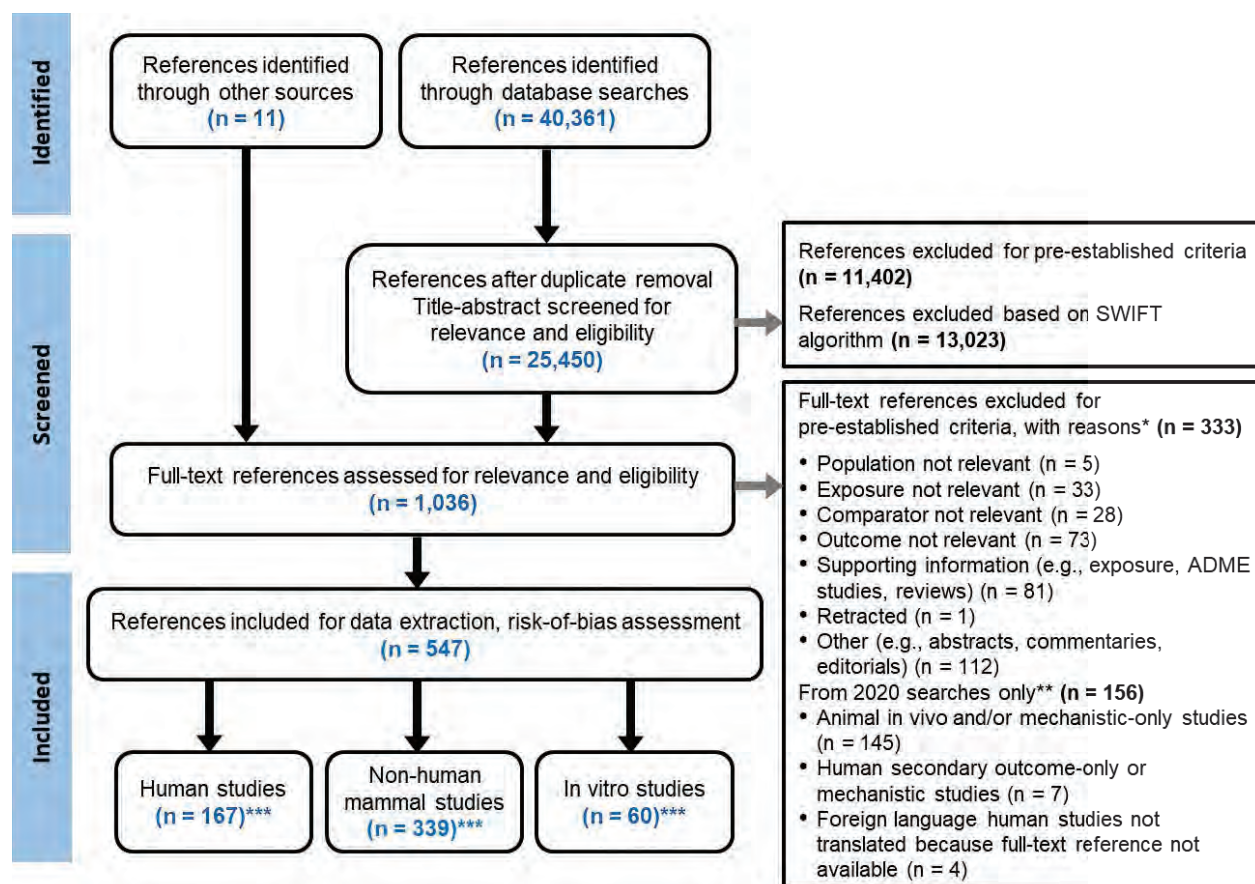 Identified
References identified
through other sources
(n = 11)
References identified
through database searches
(n = 40,361)
Screened
References after duplicate removal
Title-abstract screened for
relevance and eligibility
(n = 25,450)
References excluded for pre-established criteria
(n = 11,402)
References excluded based on SWIFT
algorithm (n = 13,023)
Full-text references assessed for relevance and eligibility
(n = 1,036)
Full-text references excluded for
pre-established criteria, with reasons* (n = 333)
• Population not relevant (n = 5)
• Exposure not relevant (n = 33)
• Comparator not relevant (n = 28)
• Outcome not relevant (n = 73)
• Supporting information (e.g., exposure, ADME
studies, reviews) (n = 81)
• Retracted (n = 1)
• Other (e.g., abstracts, commentaries,
editorials) (n = 112)
From 2020 searches only** (n = 156)
• Animal in vivo and/or mechanistic-only studies
(n = 145)
• Human secondary outcome-only or
mechanistic studies (n = 7)
• Foreign language human studies not
translated because full-text reference not
available (n = 4)
Included
References included for data extraction, risk-of-bias assessment
(n = 547)
Human studies
(n = 167)***
Non-human
mammal studies
(n = 339)***
In vitro studies
(n = 60)***